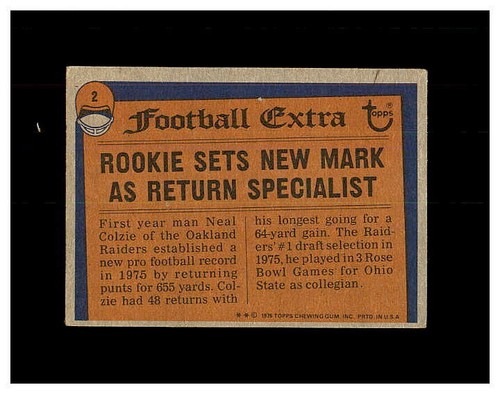 2
Football Extra
Topps®
ROOKIE SETS NEW MARK
AS RETURN SPECIALIST
First year man Neal
Colzie of the Oakland
Raiders established a
new pro football record
in 1975 by returning
punts for 655 yards. Col-
zie had 48 returns with
his longest going for a
64-yard gain. The Raid-
ers' #1 draft selection in
1975, he played in 3 Rose
Bowl Games for Ohio
State as collegian.
** © 1976 TOPPS CHEWING GUM, INC. PRTD. IN U.S.A.